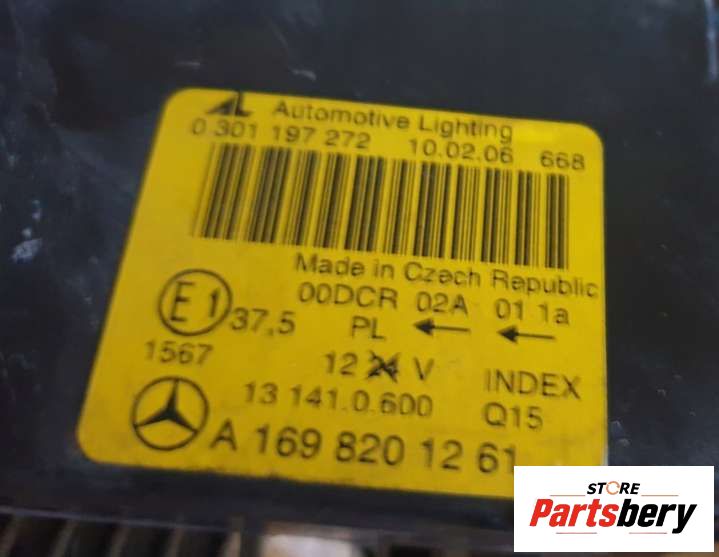 AL Automotive Lighting
0 301 197 272 10.02.06 668
Made in Czech Republic
E1 00DCR 02A 01 1a
37,5 PL ← ←
1567 12 24 V INDEX
13 141.0.600 Q15
A 169 820 12 61
STORE
Partsbery